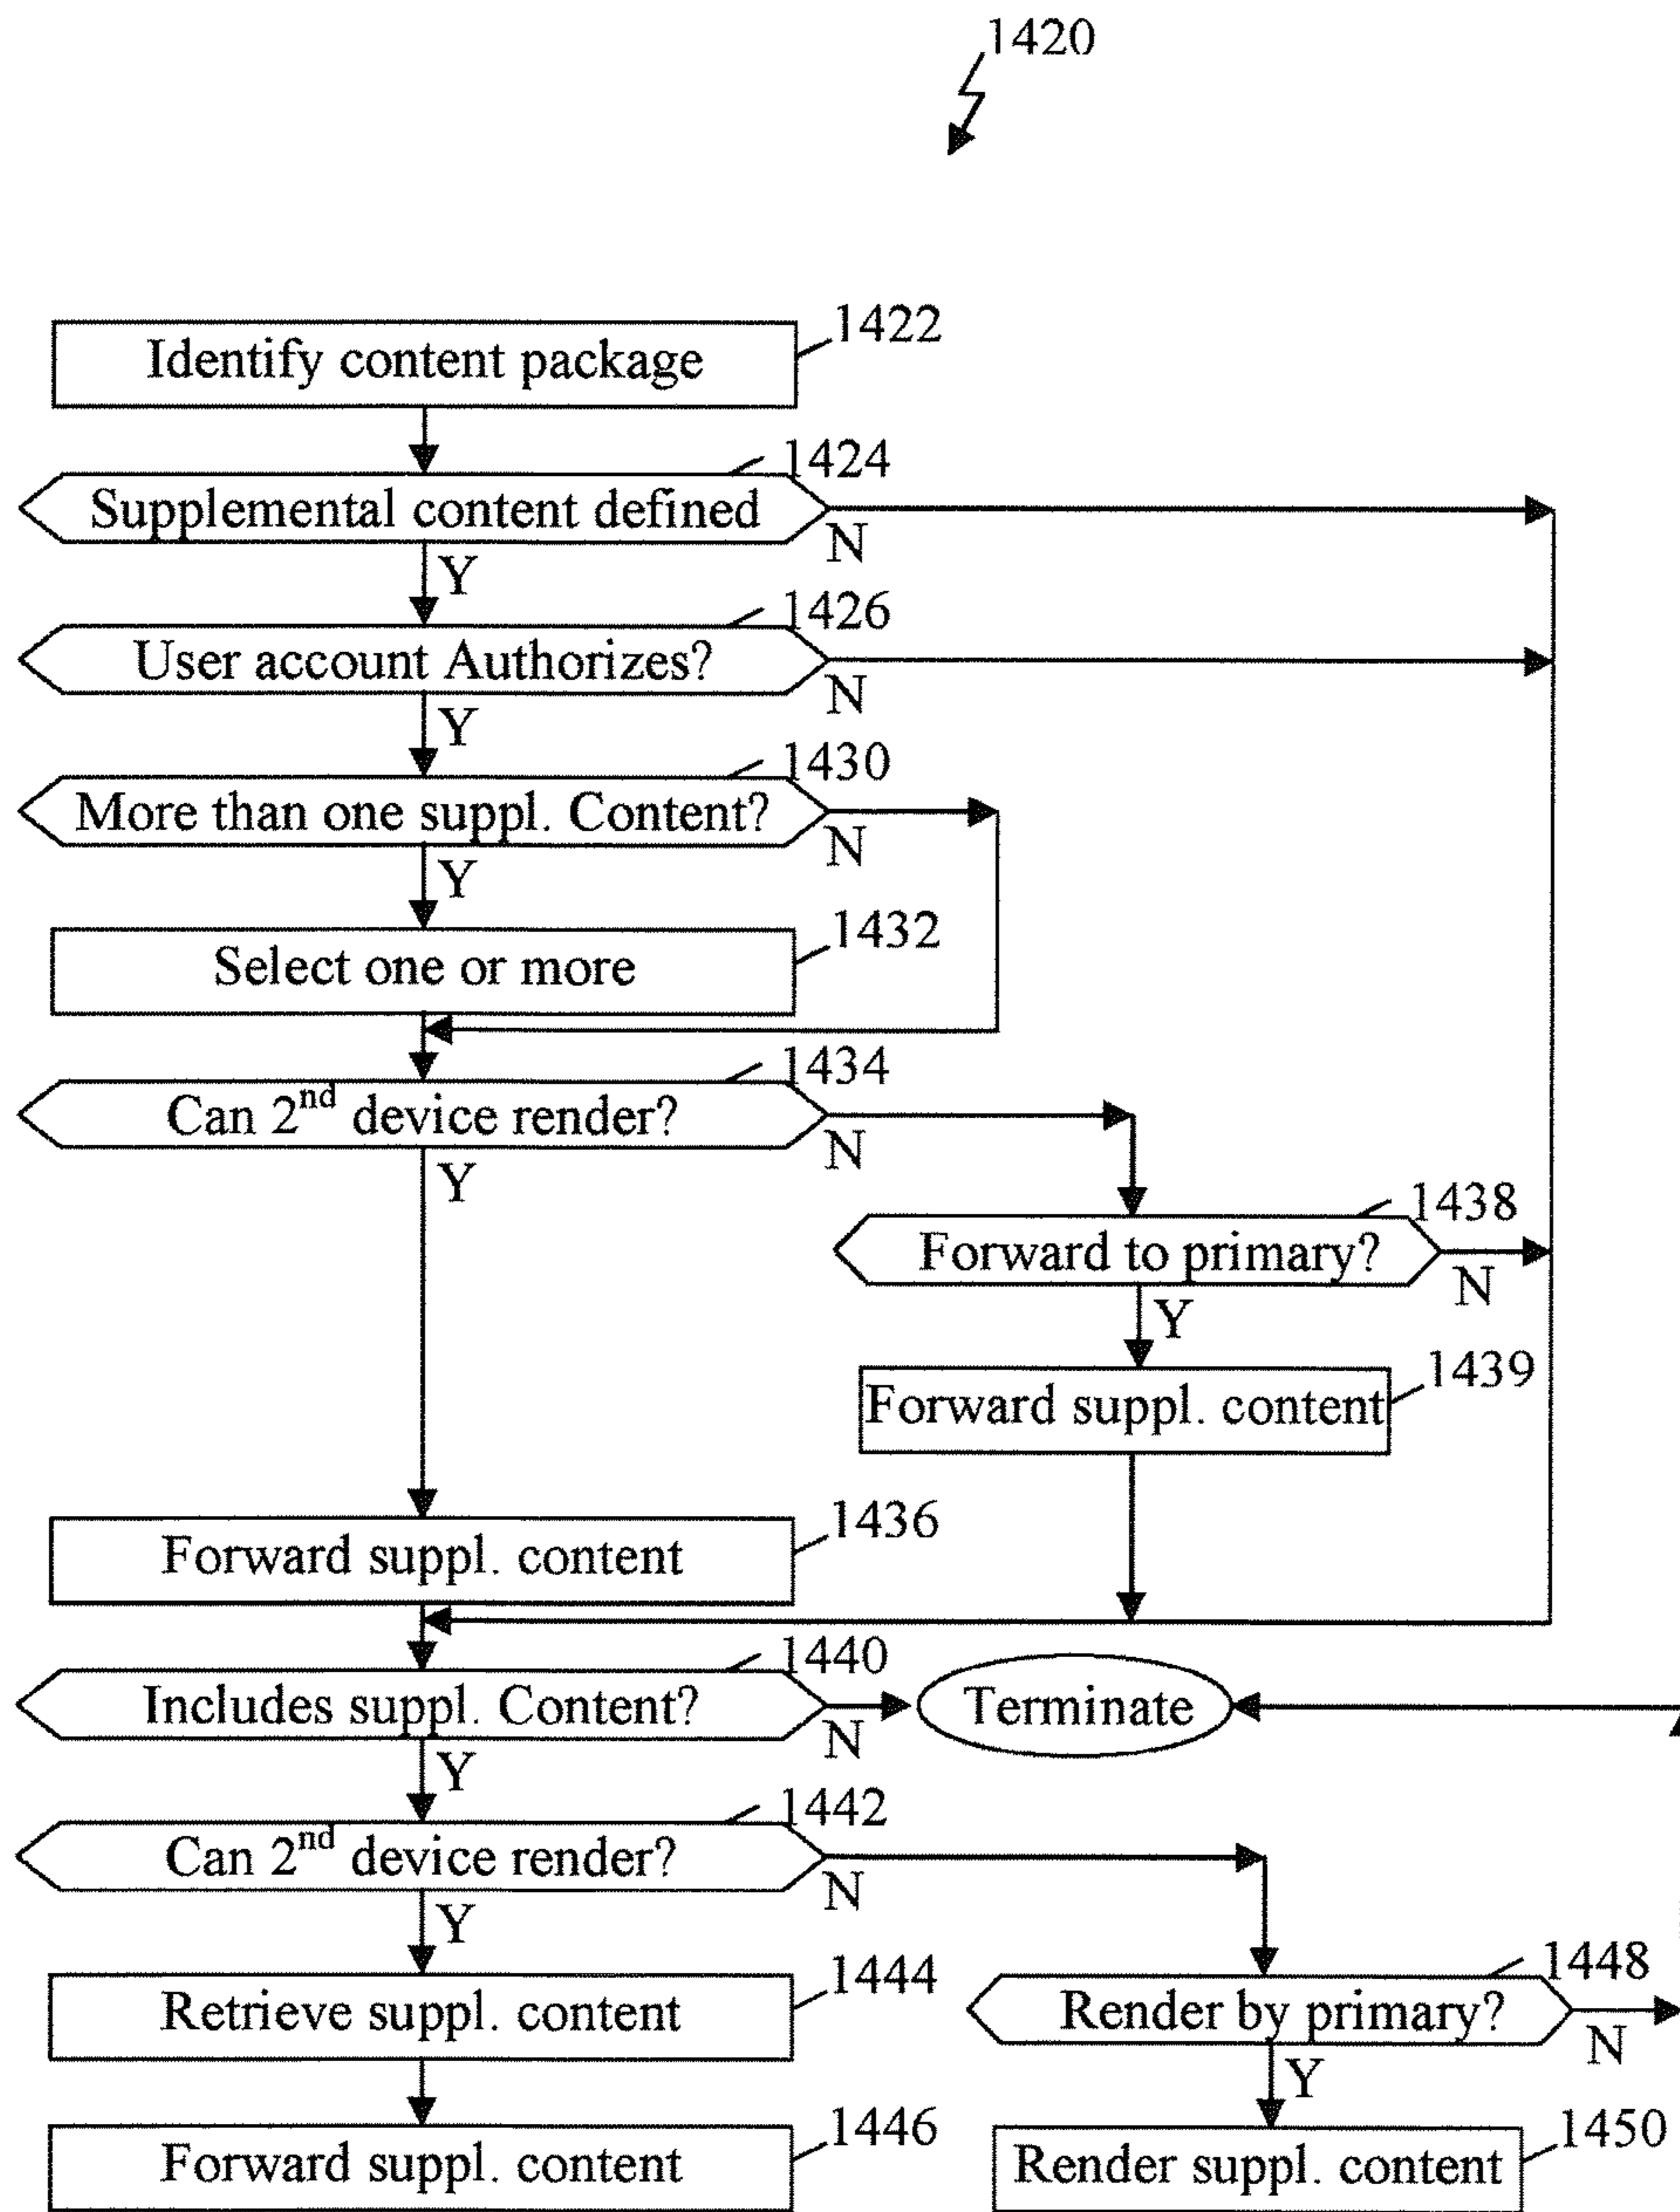 1420
1422
Identify content package
1424
Supplemental content defined
N
Y
1426
User account Authorizes?
N
Y
1430
More than one suppl. Content?
N
Y
1432
Select one or more
1434
Can 2nd device render?
N
Y
1438
Forward to primary?
N
Y
1439
Forward suppl. content
1436
Forward suppl. content
1440
Includes suppl. Content?
N
Terminate
Y
1442
Can 2nd device render?
N
Y
1444
Retrieve suppl. content
1448
Render by primary?
N
Y
1446
Forward suppl. content
1450
Render suppl. content